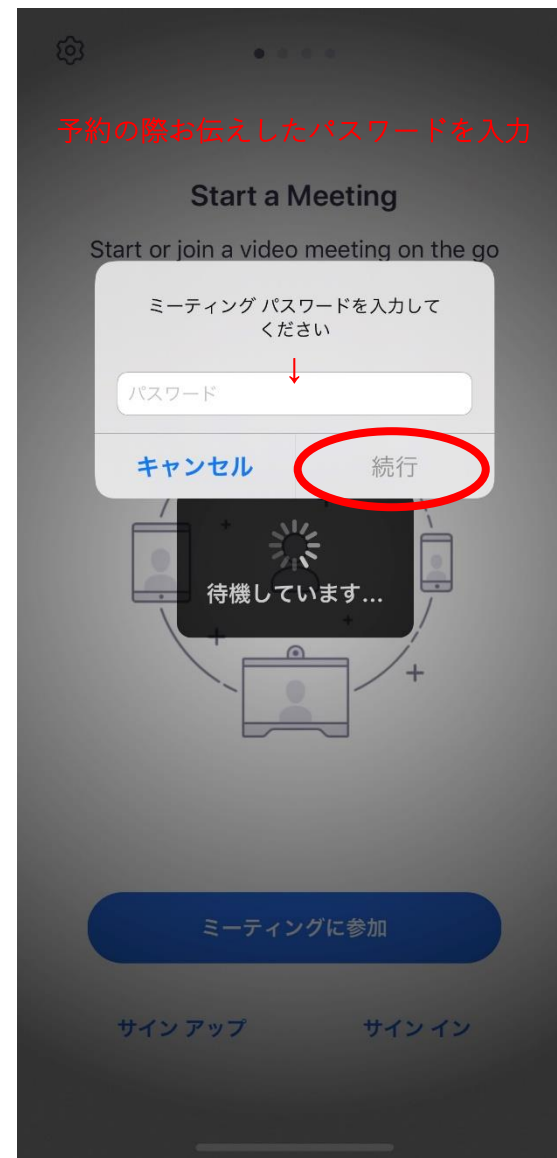 予約の際お伝えしたパスワードを入力
Start a Meeting
Start or join a video meeting on the go
ミーティング パスワードを入力して
ください
↓
パスワード
キャンセル 続行
待機しています...
ミーティングに参加
サイン アップ サイン イン